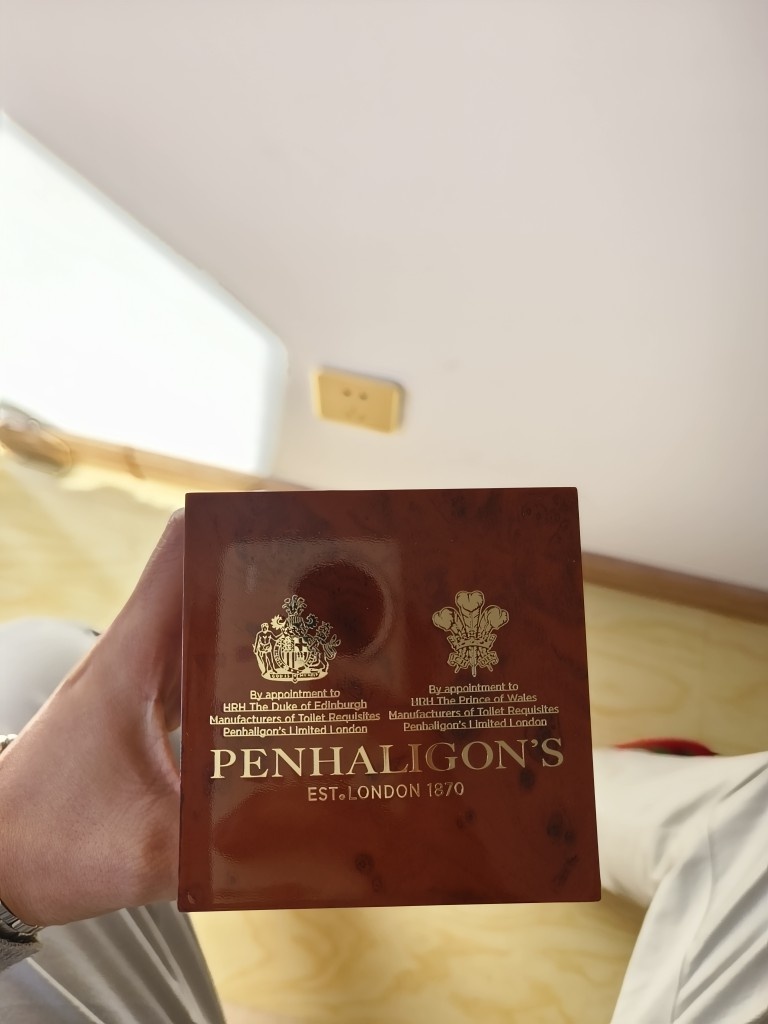 By appointment to
HRH The Duke of Edinburgh
Manufacturers of Toilet Requisites
Penhaligon's Limited London
By appointment to
HRH The Prince of Wales
Manufacturers of Toilet Requisites
Penhaligon's Limited London
PENHALIGON'S
EST. LONDON 1870